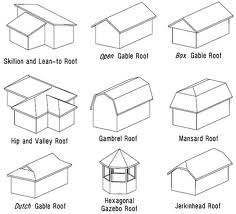 Skillion and Lean-to Roof
Open Gable Roof
Box Gable Roof
Hip and Valley Roof
Gambrel Roof
Mansard Roof
Dutch Gable Roof
Hexagonal
Gazebo Roof
Jerkinhead Roof